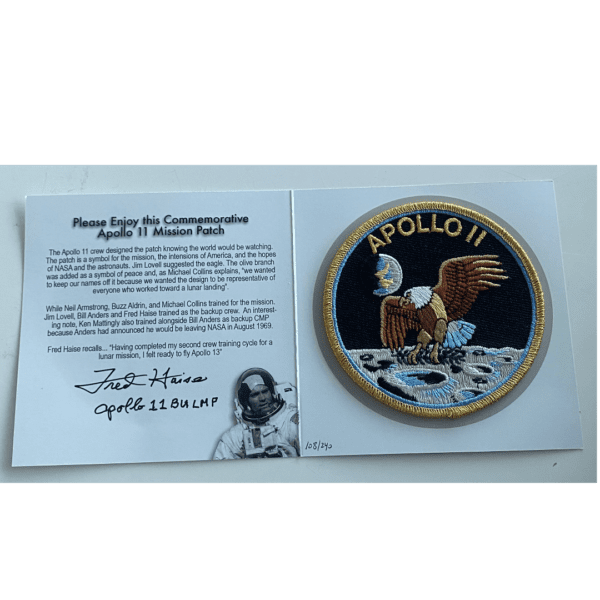 Please Enjoy this Commemorative
Apollo 11 Mission Patch
The Apollo 11 crew designed the patch knowing the world would be watching.
The patch is a symbol for the mission, the intensions of America, and the hopes
of NASA and the astronauts. Jim Lovell suggested the eagle. The olive branch
was added as a symbol of peace and, as Michael Collins explains, "we wanted
to keep our names off it because we wanted the design to be representative of
everyone who worked toward a lunar landing".
While Neil Armstrong, Buzz Aldrin, and Michael Collins trained for the mission,
Jim Lovell, Bill Anders and Fred Haise trained as the backup crew. An interest-
ing note, Ken Mattingly also trained alongside Bill Anders as backup CMP
because Anders had announced he would be leaving NASA in August 1969.
Fred Haise recalls... "Having completed my second crew training cycle for a
lunar mission, I felt ready to fly Apollo 13"
Fred Haise
Apollo 11 BU LMP
108/240
APOLLO 11